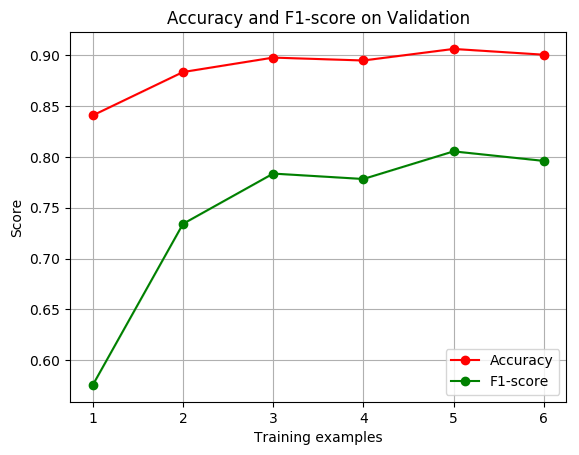 Accuracy and F1-score on Validation
0.90
0.85
0.80
0.75
0.70
0.65
0.60
Score
Accuracy
F1-score
1 2 3 4 5 6
Training examples